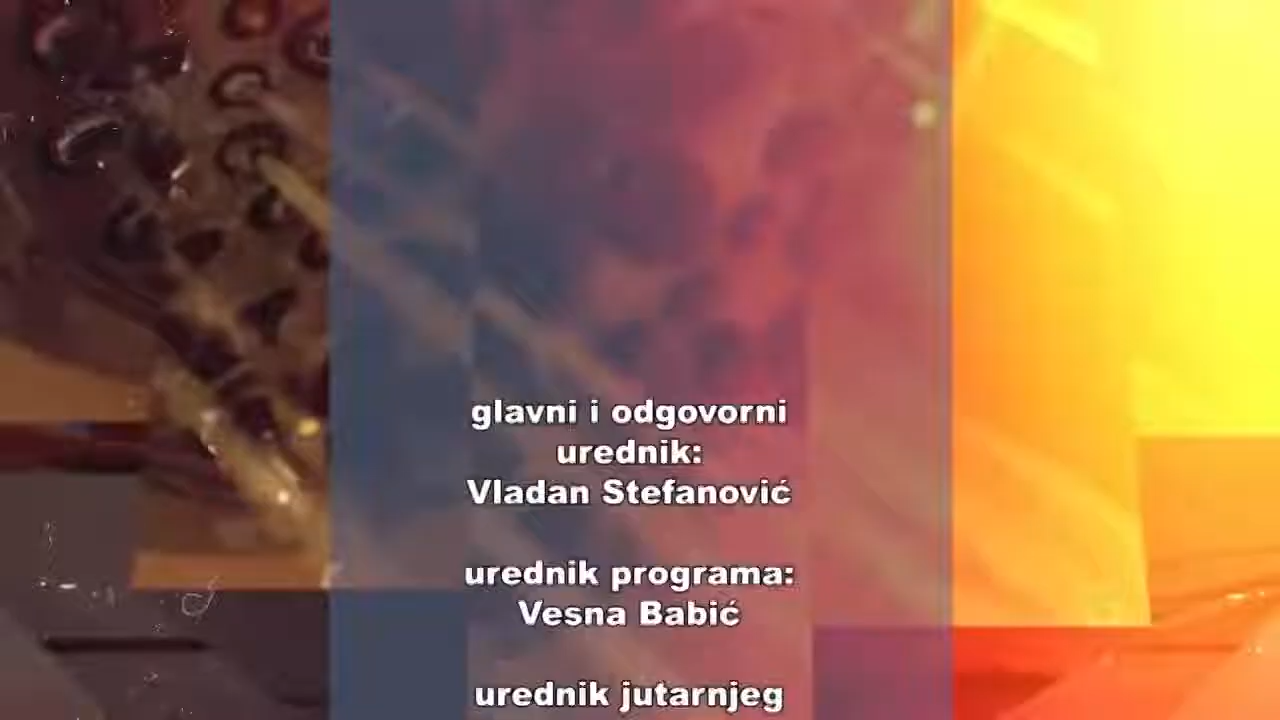 glavni i odgovorni
urednik:
Vladan Stefanović
urednik programa:
Vesna Babić
urednik jutarnjeg